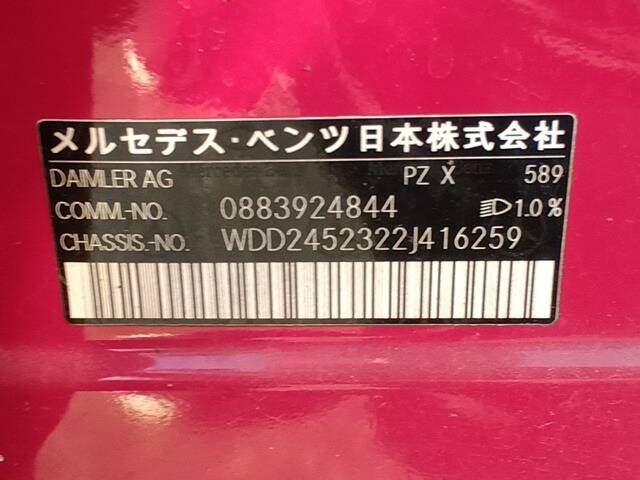 メルセデス・ベンツ日本株式会社
DAIMLER AG PZ X 589
COMM.-NO. 0883924844 1.0 %
CHASSIS.-NO. WDD2452322J416259